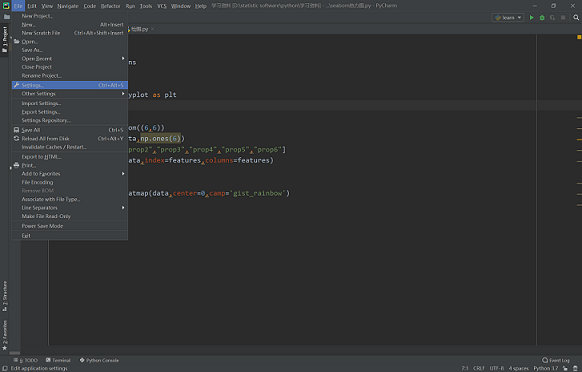 File Edit View Navigate Code Refactor Run Tools VCS Window Help
学习资料 [D:\statistic software\python\学习资料] - ...\seaborn热力图.py - PyCharm
learn
热图.py
1: Project
New Project...
New... Alt+Insert
New Scratch File Ctrl+Alt+Shift+Insert
Open...
Save As...
Open Recent
Close Project
Rename Project...
Settings... Ctrl+Alt+S
Other Settings
Import Settings...
Export Settings...
Settings Repository...
Save All Ctrl+S
Reload All from Disk Ctrl+Alt+Y
Invalidate Caches / Restart...
Export to HTML...
Print...
Add to Favorites
File Encoding
Remove BOM
Associate with File Type...
Line Separators
Make File Read-Only
Power Save Mode
Exit
ns
yplot as plt
om((6,6))
ta,np.ones(6))
prop2","prop3","prop4","prop5","prop6"]
ata,index=features,columns=features)
atmap(data,center=0,camp='gist_rainbow')
Z: Structure
2: Favorites
6: TODO Terminal Python Console Event Log
Edit application settings 7:1 CRLF UTF-8 4 spaces Python 3.7